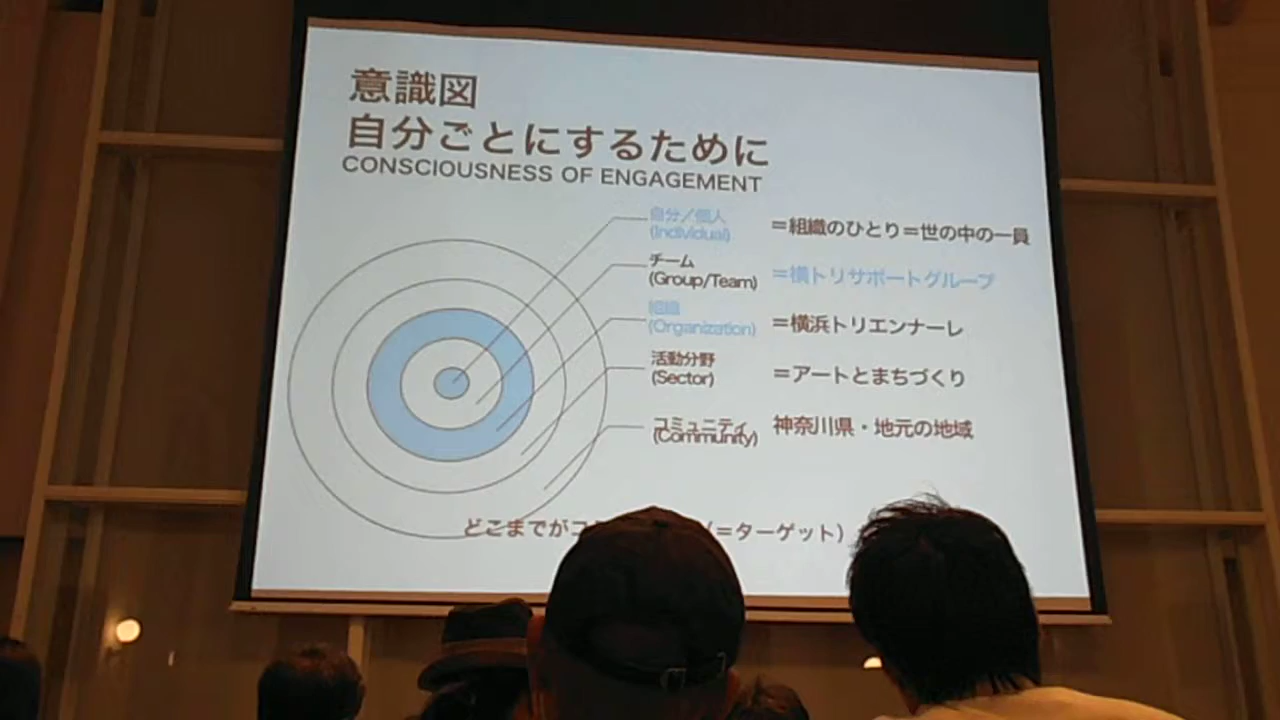 意識図
自分ごとにするために
CONSCIOUSNESS OF ENGAGEMENT
自分／個人
(Individual)
＝組織のひとり＝世の中の一員
チーム
(Group/Team)
＝横トリサポートグループ
組織
(Organization)
＝横浜トリエンナーレ
活動分野
(Sector)
＝アートとまちづくり
コミュニティ
(Community)
神奈川県・地元の地域
どこまでがコ （＝ターゲット）